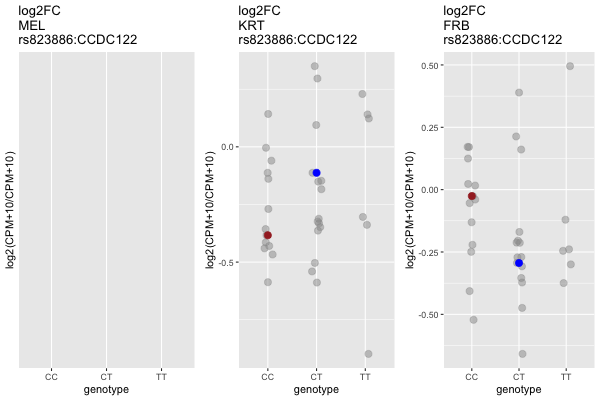 log2FC
MEL
rs823886:CCDC122
log2(CPM+10/CPM+10)
CC CT TT
genotype
log2FC
KRT
rs823886:CCDC122
log2(CPM+10/CPM+10)
0.0
-0.5
CC CT TT
genotype
log2FC
FRB
rs823886:CCDC122
log2(CPM+10/CPM+10)
0.50
0.25
0.00
-0.25
-0.50
CC CT TT
genotype